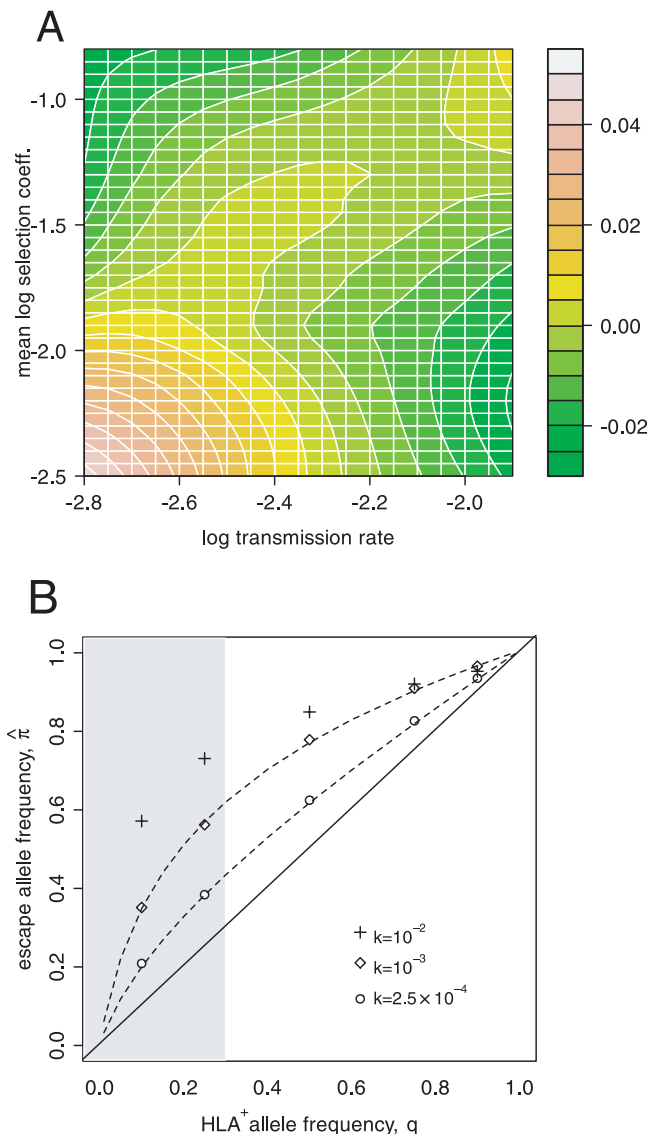 A
mean log selection coeff.
-1.0
-1.5
-2.0
-2.5
-2.8 -2.6 -2.4 -2.2 -2.0
log transmission rate
0.04
0.02
0.00
-0.02
B
escape allele frequency, π̂
1.0
0.8
0.6
0.4
0.2
0.0
k=10⁻²
k=10⁻³
k=2.5 × 10⁻⁴
0.0 0.2 0.4 0.6 0.8 1.0
HLA⁺ allele frequency, q